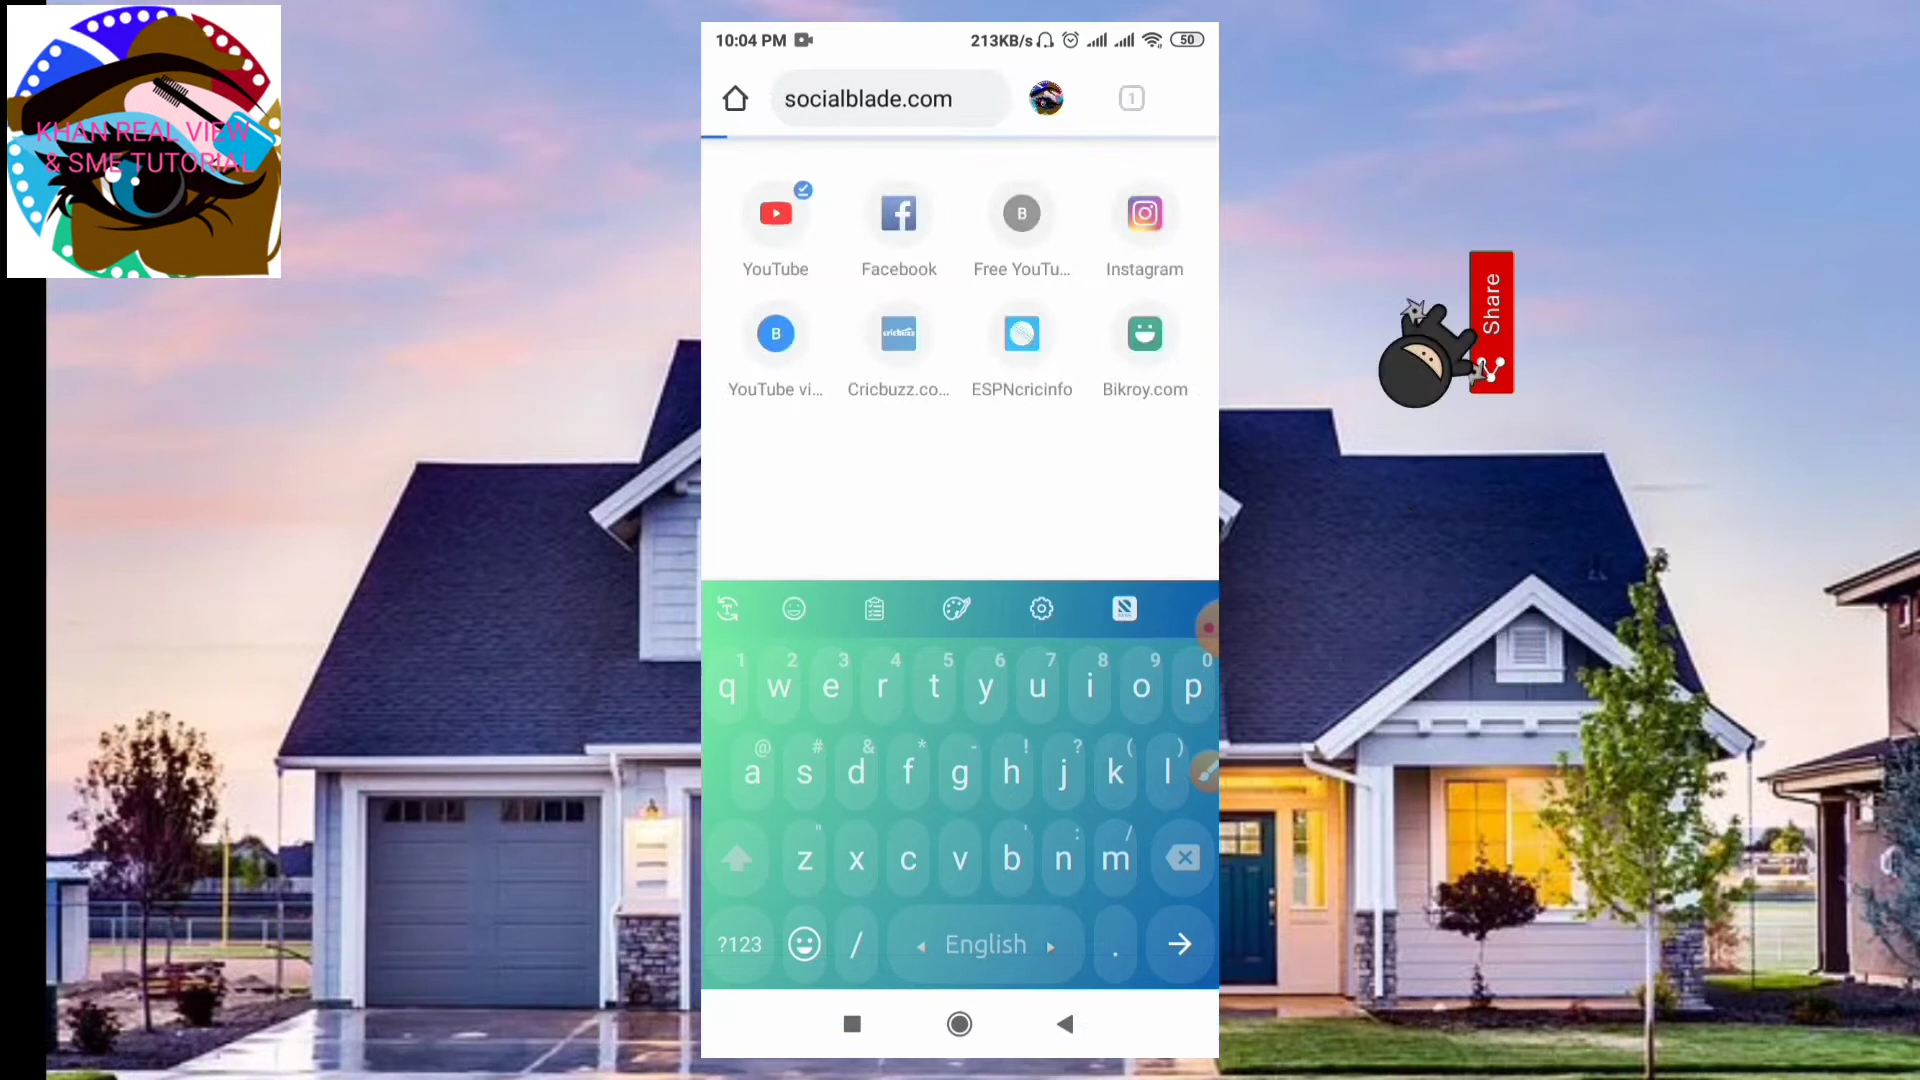 KHAN REAL VIEW
& SME TUTORIAL
10:04 PM
213KB/s
50
socialblade.com
1
YouTube
Facebook
B
Free YouTu...
Instagram
B
YouTube vi...
cricbuzz
Cricbuzz.co...
ESPNcricinfo
Bikroy.com
Share
1 2 3 4 5 6 7 8 9 0
q w e r t y u i o p
@ # & * - ! ? ( )
a s d f g h j k l
" ' : /
z x c v b n m
?123 / English .